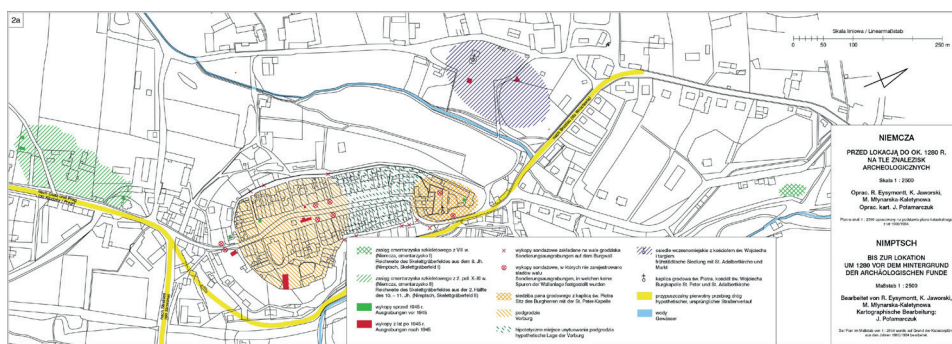 2a
Skala liniowa / Linearmaßstab
0 50 100 150 250 m
NIEMCZA
PRZED LOKACJĄ DO OK. 1280 R.
NA TLE ZNALEZISK
ARCHEOLOGICZNYCH
Skala 1 : 2500
Oprac. R. Eysymontt, K. Jaworski,
M. Młynarska-Kaletynowa
Oprac. kart. J. Potamarczuk
NIMPTSCH
BIS ZUR LOKATION
UM 1280 VOR DEM HINTERGRUND
DER ARCHÄOLOGISCHEN FUNDE
Maßstab 1 : 2500
Bearbeitet von R. Eysymontt, K. Jaworski,
M. Młynarska-Kaletynowa
Kartographische Bearbeitung:
J. Potamarczuk
zasięg cmentarzyska szkieletowego z VIII w.
(Niemcza, cmentarzysko I)
Reichweite des Skelettgräberfeldes aus dem 8. Jh.
(Nimptsch, Skelettgräberfeld I)
zasięg cmentarzyska szkieletowego z 2. poł. X-XI w.
(Niemcza, cmentarzysko II)
Reichweite des Skelettgräberfeldes aus der 2. Hälfte
des 10. – 11. Jh. (Nimptsch, Skelettgräberfeld II)
wykopy sprzed 1945 r.
Ausgrabungen vor 1945
wykopy z lat po 1945 r.
Ausgrabungen nach 1945
wykopy sondażowe zakładane na wale grodziska
Sondierungsausgrabungen auf dem Burgwall
wykopy sondażowe, w których nie zarejestrowano
śladów wału
Sondierungsausgrabungen, in welchen keine
Spuren der Wallanlage festgestellt wurden
siedziba pana grodowego z kaplicą św. Piotra
Sitz des Burgherren mit der St. Peter-Kapelle
podgrodzie
Vorburg
hipotetyczne miejsce usytuowania podgrodzia
hypothetische Lage der Vorburg
osiedle wczesnomiejskie z kościołem św. Wojciecha
i targiem
frühstädtische Siedlung mit St. Adalbertkirche und
Markt
kaplica grodowa św. Piotra, kościół św. Wojciecha
Burgkapelle St. Peter und St. Adalbertkirche
przypuszczalny pierwotny przebieg dróg
Hypothetischer, ursprünglicher Straßenverlauf
wody
Gewässer